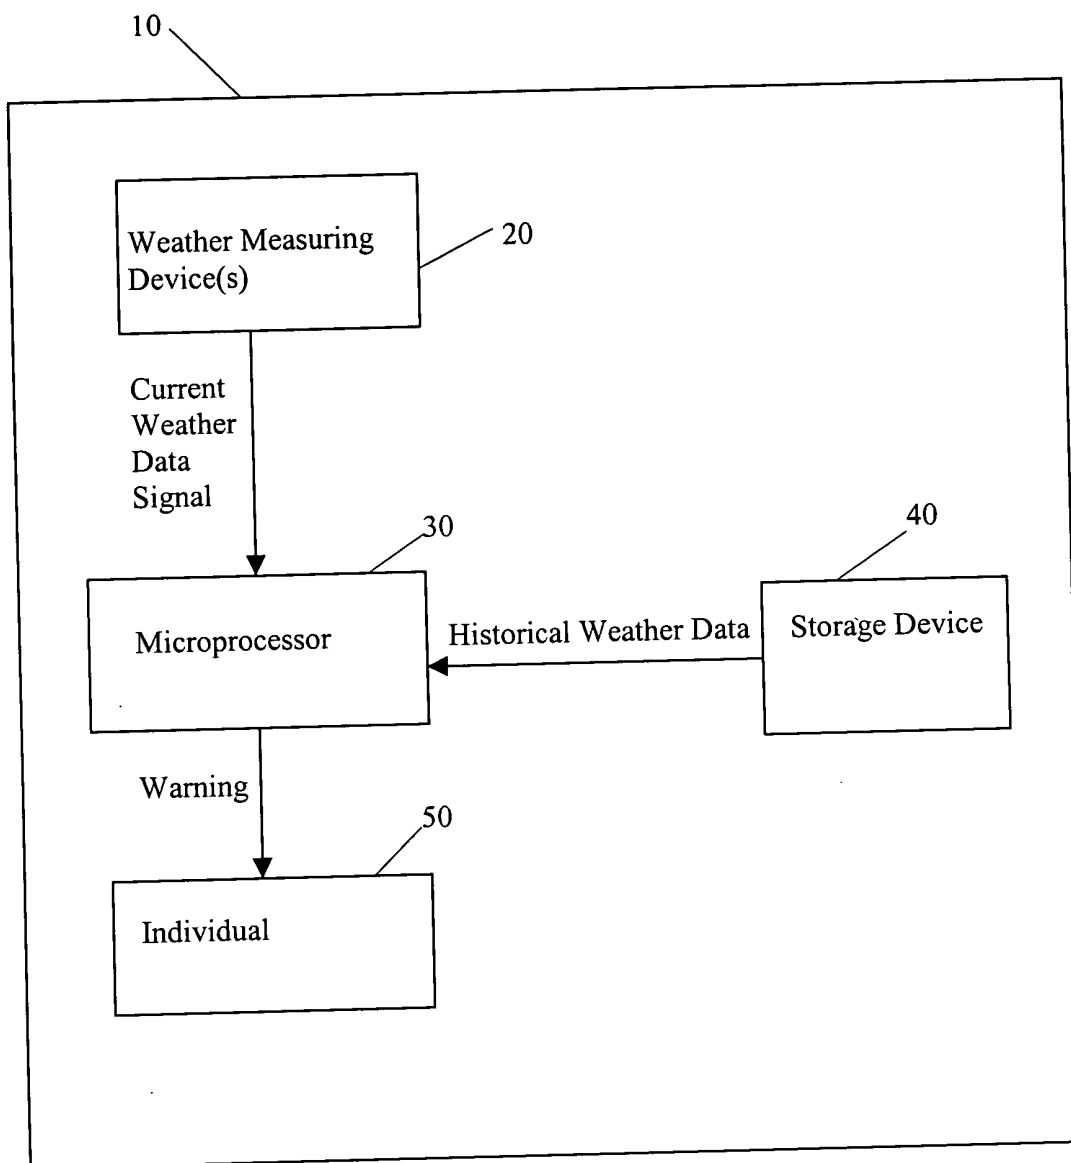 10
Weather Measuring
Device(s)
20
Current
Weather
Data
Signal
30
40
Microprocessor
Historical Weather Data
Storage Device
Warning
50
Individual